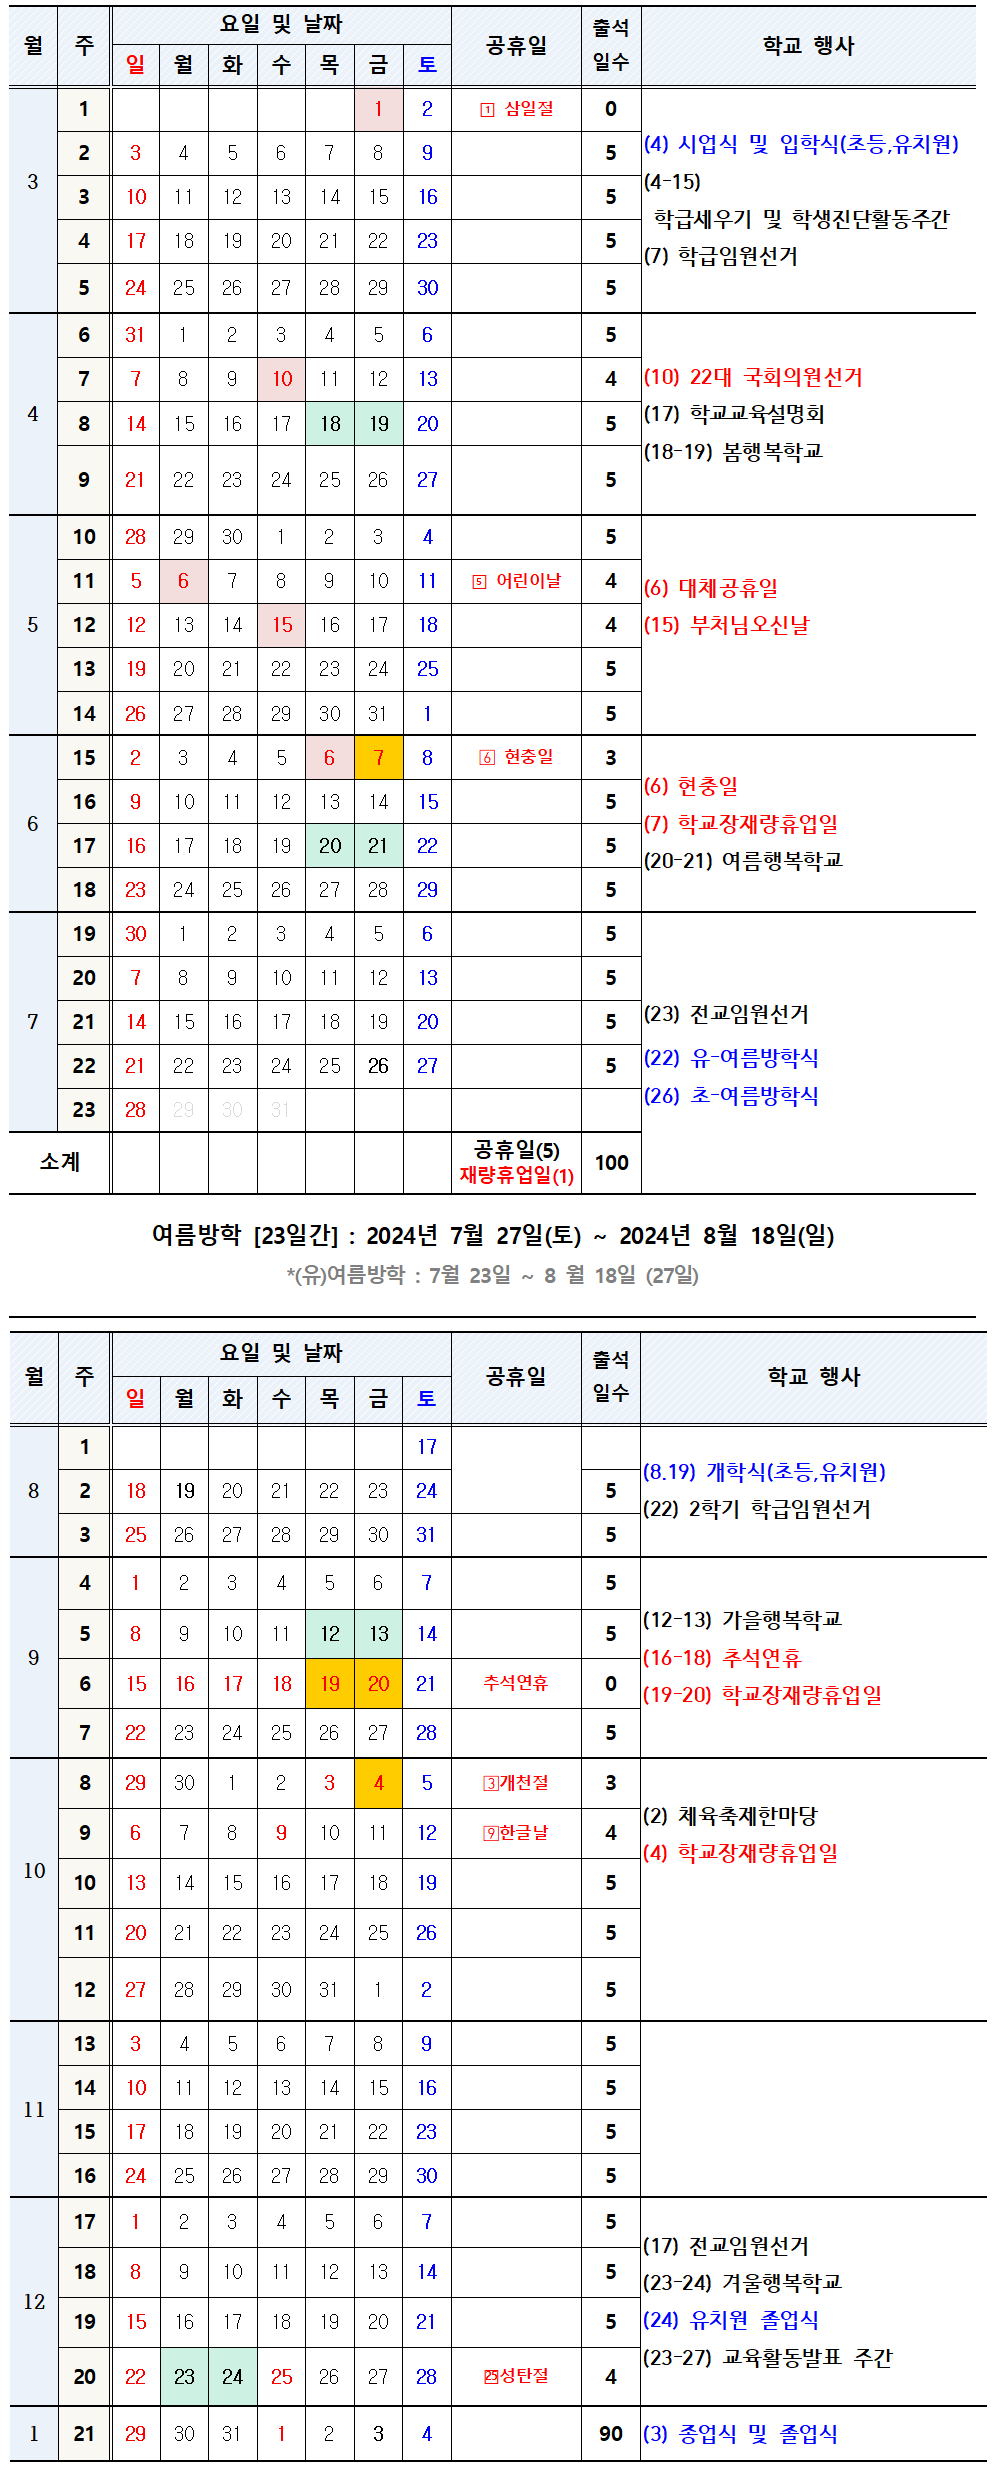 월 주 요일 및 날짜 공휴일 출석 일수 학교 행사
일 월 화 수 목 금 토
3
1 1 2 1 삼일절 0
2 3 4 5 6 7 8 9 5
3 10 11 12 13 14 15 16 5
4 17 18 19 20 21 22 23 5
5 24 25 26 27 28 29 30 5
(4) 시업식 및 입학식(초등,유치원)
(4-15)
학급세우기 및 학생진단활동주간
(7) 학급임원선거
4
6 31 1 2 3 4 5 6 5
7 7 8 9 10 11 12 13 4
8 14 15 16 17 18 19 20 5
9 21 22 23 24 25 26 27 5
(10) 22대 국회의원선거
(17) 학교교육설명회
(18-19) 봄행복학교
5
10 28 29 30 1 2 3 4 5
11 5 6 7 8 9 10 11 5 어린이날 4
12 12 13 14 15 16 17 18 4
13 19 20 21 22 23 24 25 5
14 26 27 28 29 30 31 1 5
(6) 대체공휴일
(15) 부처님오신날
6
15 2 3 4 5 6 7 8 6 현충일 3
16 9 10 11 12 13 14 15 5
17 16 17 18 19 20 21 22 5
18 23 24 25 26 27 28 29 5
(6) 현충일
(7) 학교장재량휴업일
(20-21) 여름행복학교
7
19 30 1 2 3 4 5 6 5
20 7 8 9 10 11 12 13 5
21 14 15 16 17 18 19 20 5
22 21 22 23 24 25 26 27 5
23 28 29 30 31
(23) 전교임원선거
(22) 유-여름방학식
(26) 초-여름방학식
소계 공휴일(5) 100
재량휴업일(1)
여름방학 [23일간] : 2024년 7월 27일(토) ~ 2024년 8월 18일(일)
*(유)여름방학 : 7월 23일 ~ 8 월 18일 (27일)
월 주 요일 및 날짜 공휴일 출석 일수 학교 행사
일 월 화 수 목 금 토
8
1 17
2 18 19 20 21 22 23 24 5
3 25 26 27 28 29 30 31 5
(8.19) 개학식(초등,유치원)
(22) 2학기 학급임원선거
9
4 1 2 3 4 5 6 7 5
5 8 9 10 11 12 13 14 5
6 15 16 17 18 19 20 21 추석연휴 0
7 22 23 24 25 26 27 28 5
(12-13) 가을행복학교
(16-18) 추석연휴
(19-20) 학교장재량휴업일
10
8 29 30 1 2 3 4 5 3개천절 3
9 6 7 8 9 10 11 12 9한글날 4
10 13 14 15 16 17 18 19 5
11 20 21 22 23 24 25 26 5
12 27 28 29 30 31 1 2 5
(2) 체육축제한마당
(4) 학교장재량휴업일
11
13 3 4 5 6 7 8 9 5
14 10 11 12 13 14 15 16 5
15 17 18 19 20 21 22 23 5
16 24 25 26 27 28 29 30 5
12
17 1 2 3 4 5 6 7 5
18 8 9 10 11 12 13 14 5
19 15 16 17 18 19 20 21 5
20 22 23 24 25 26 27 28 25성탄절 4
(17) 전교임원선거
(23-24) 겨울행복학교
(24) 유치원 졸업식
(23-27) 교육활동발표 주간
1
21 29 30 31 1 2 3 4 90
(3) 종업식 및 졸업식